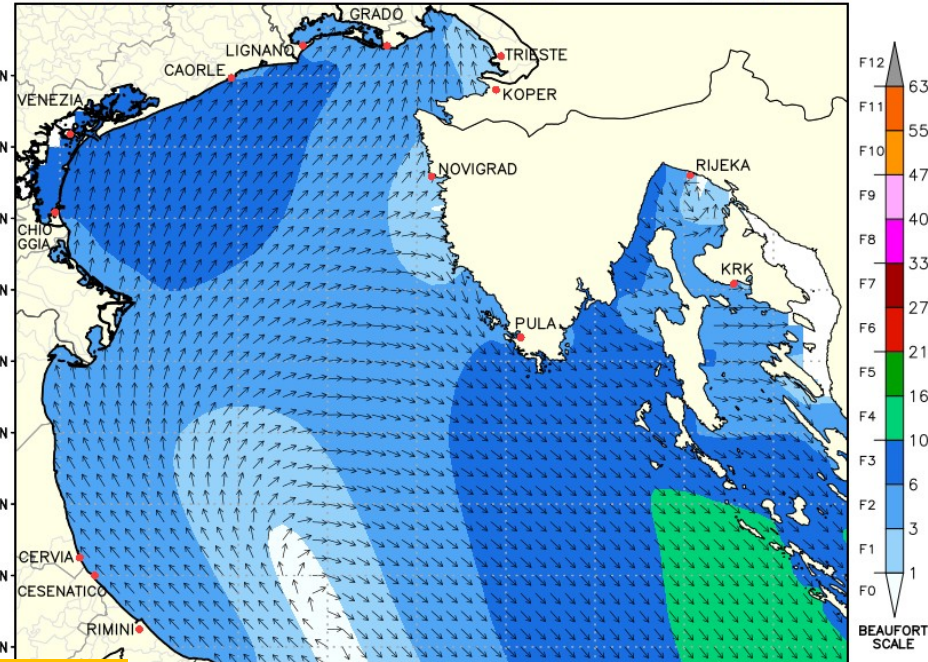 GRADO
LIGNANO
TRIESTE
CAORLE
KOPER
VENEZIA
NOVIGRAD
RIJEKA
CHIO
GGIA
KRK
PULA
CERVIA
CESENATICO
RIMINI
N
N
N
N
N
N
N
N
N
F12
63
F11
55
F10
47
F9
40
F8
33
F7
27
F6
21
F5
16
F4
10
F3
6
F2
3
F1
1
F0
BEAUFORT
SCALE